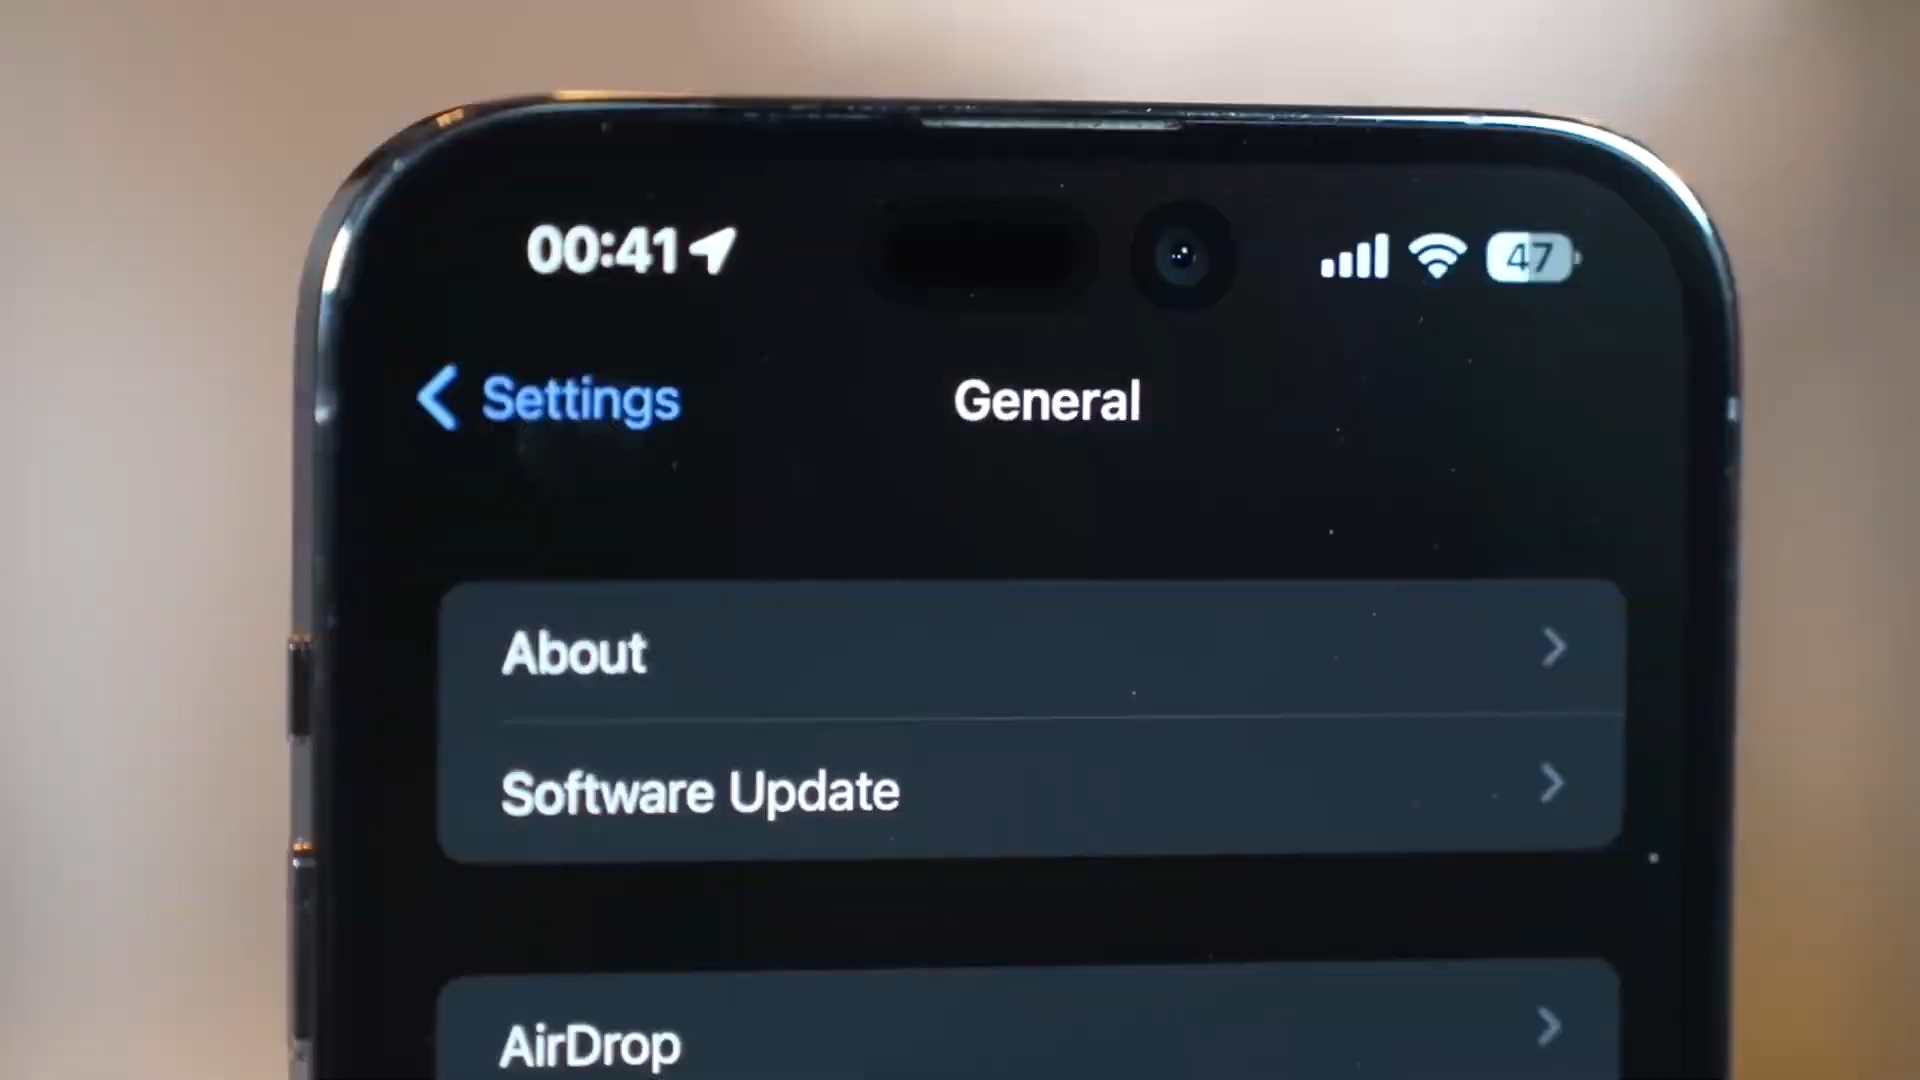 00:41
47
Settings
General
About
Software Update
AirDrop